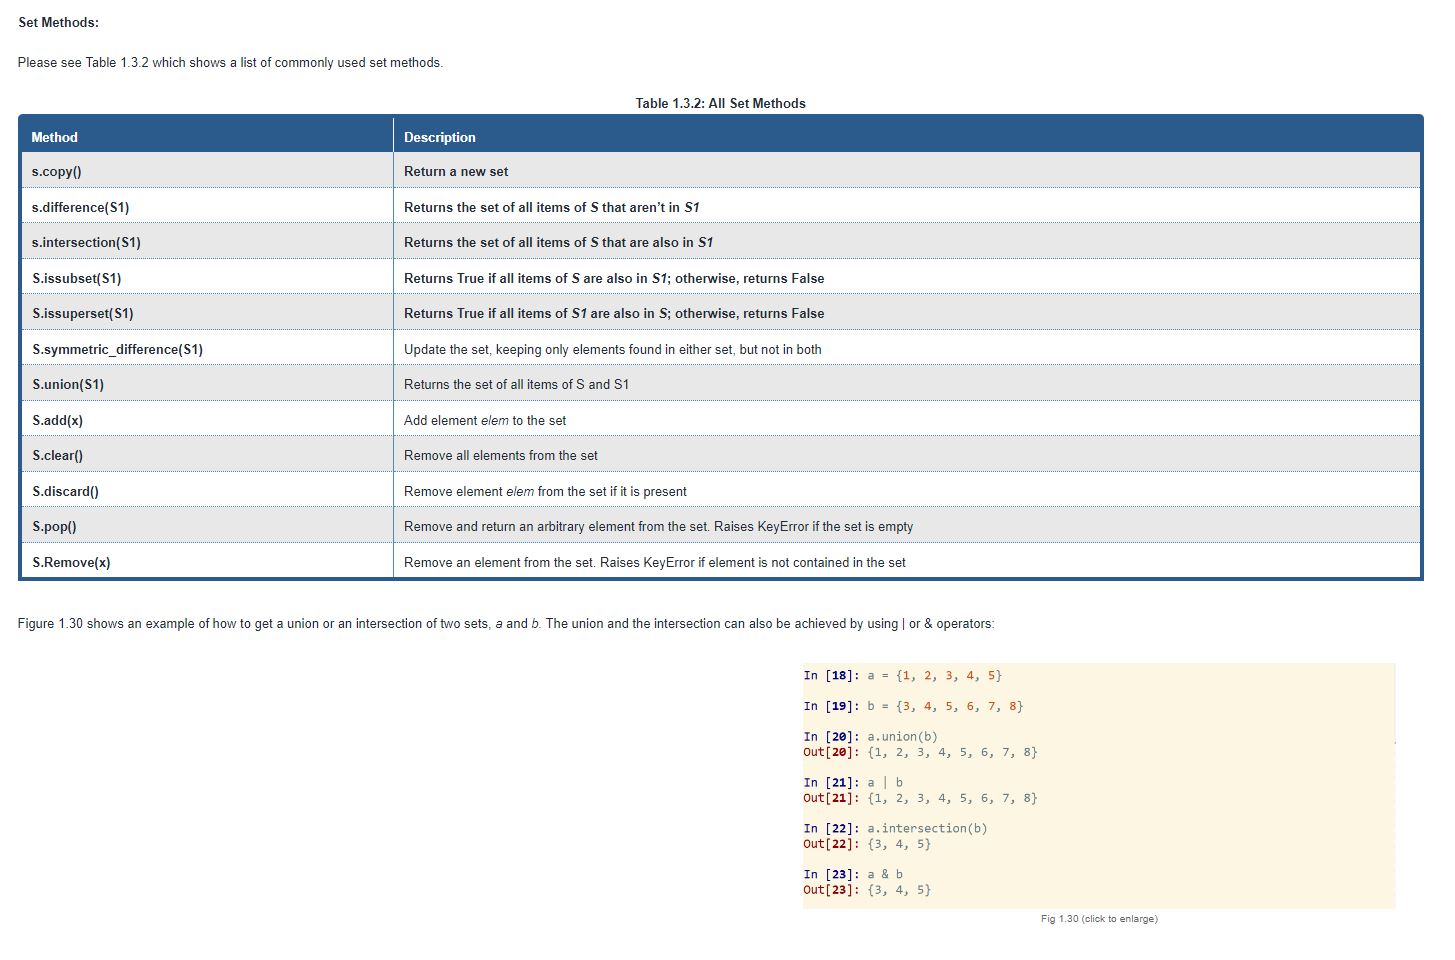 Set Methods:
Please see Table 1.3.2 which shows a list of commonly used set methods.
Table 1.3.2: All Set Methods
Method Description
s.copy() Return a new set
s.difference(S1) Returns the set of all items of S that aren’t in S1
s.intersection(S1) Returns the set of all items of S that are also in S1
S.issubset(S1) Returns True if all items of S are also in S1; otherwise, returns False
S.issuperset(S1) Returns True if all items of S1 are also in S; otherwise, returns False
S.symmetric_difference(S1) Update the set, keeping only elements found in either set, but not in both
S.union(S1) Returns the set of all items of S and S1
S.add(x) Add element elem to the set
S.clear() Remove all elements from the set
S.discard() Remove element elem from the set if it is present
S.pop() Remove and return an arbitrary element from the set. Raises KeyError if the set is empty
S.Remove(x) Remove an element from the set. Raises KeyError if element is not contained in the set
Figure 1.30 shows an example of how to get a union or an intersection of two sets, a and b. The union and the intersection can also be achieved by using | or & operators:
In [18]: a = {1, 2, 3, 4, 5}
In [19]: b = {3, 4, 5, 6, 7, 8}
In [20]: a.union(b)
Out[20]: {1, 2, 3, 4, 5, 6, 7, 8}
In [21]: a | b
Out[21]: {1, 2, 3, 4, 5, 6, 7, 8}
In [22]: a.intersection(b)
Out[22]: {3, 4, 5}
In [23]: a & b
Out[23]: {3, 4, 5}
Fig 1.30 (click to enlarge)